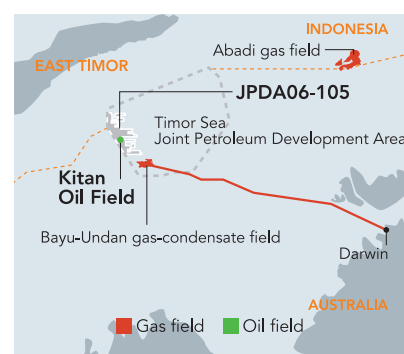 INDONESIA
Abadi gas field
EAST TIMOR
JPDA06-105
Timor Sea
Joint Petroleum Development Area
Kitan
Oil Field
Bayu-Undan gas-condensate field
Darwin
AUSTRALIA
Gas field
Oil field